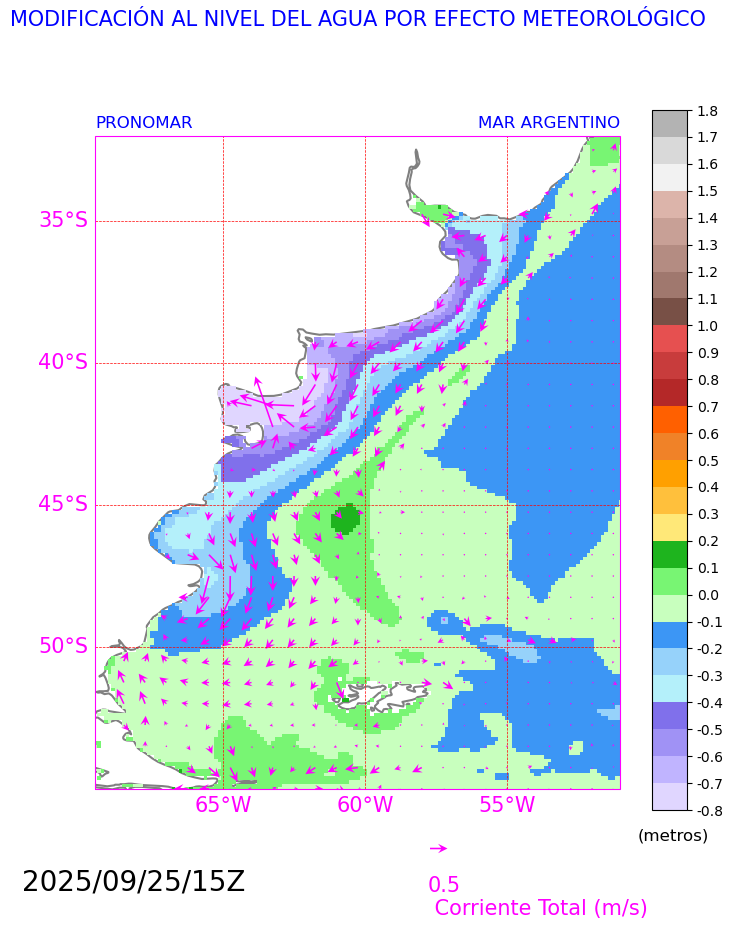 MODIFICACIÓN AL NIVEL DEL AGUA POR EFECTO METEOROLÓGICO
PRONOMAR
MAR ARGENTINO
35°S
40°S
45°S
50°S
65°W
60°W
55°W
1.8
1.7
1.6
1.5
1.4
1.3
1.2
1.1
1.0
0.9
0.8
0.7
0.6
0.5
0.4
0.3
0.2
0.1
0.0
-0.1
-0.2
-0.3
-0.4
-0.5
-0.6
-0.7
-0.8
(metros)
2025/09/25/15Z
0.5
Corriente Total (m/s)